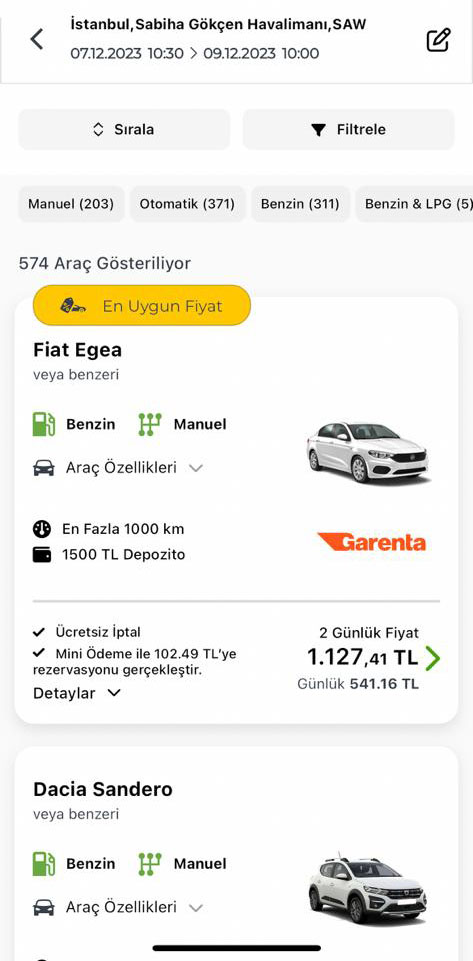 İstanbul,Sabiha Gökçen Havalimanı,SAW
07.12.2023 10:30 > 09.12.2023 10:00
Sırala
Filtrele
Manuel (203)
Otomatik (371)
Benzin (311)
Benzin & LPG (5)
574 Araç Gösteriliyor
En Uygun Fiyat
Fiat Egea
veya benzeri
Benzin
Manuel
Araç Özellikleri
En Fazla 1000 km
1500 TL Depozito
Garenta
Ücretsiz İptal
Mini Ödeme ile 102.49 TL'ye
rezervasyonu gerçekleştir.
Detaylar
2 Günlük Fiyat
1.127,41 TL
Günlük 541.16 TL
Dacia Sandero
veya benzeri
Benzin
Manuel
Araç Özellikleri